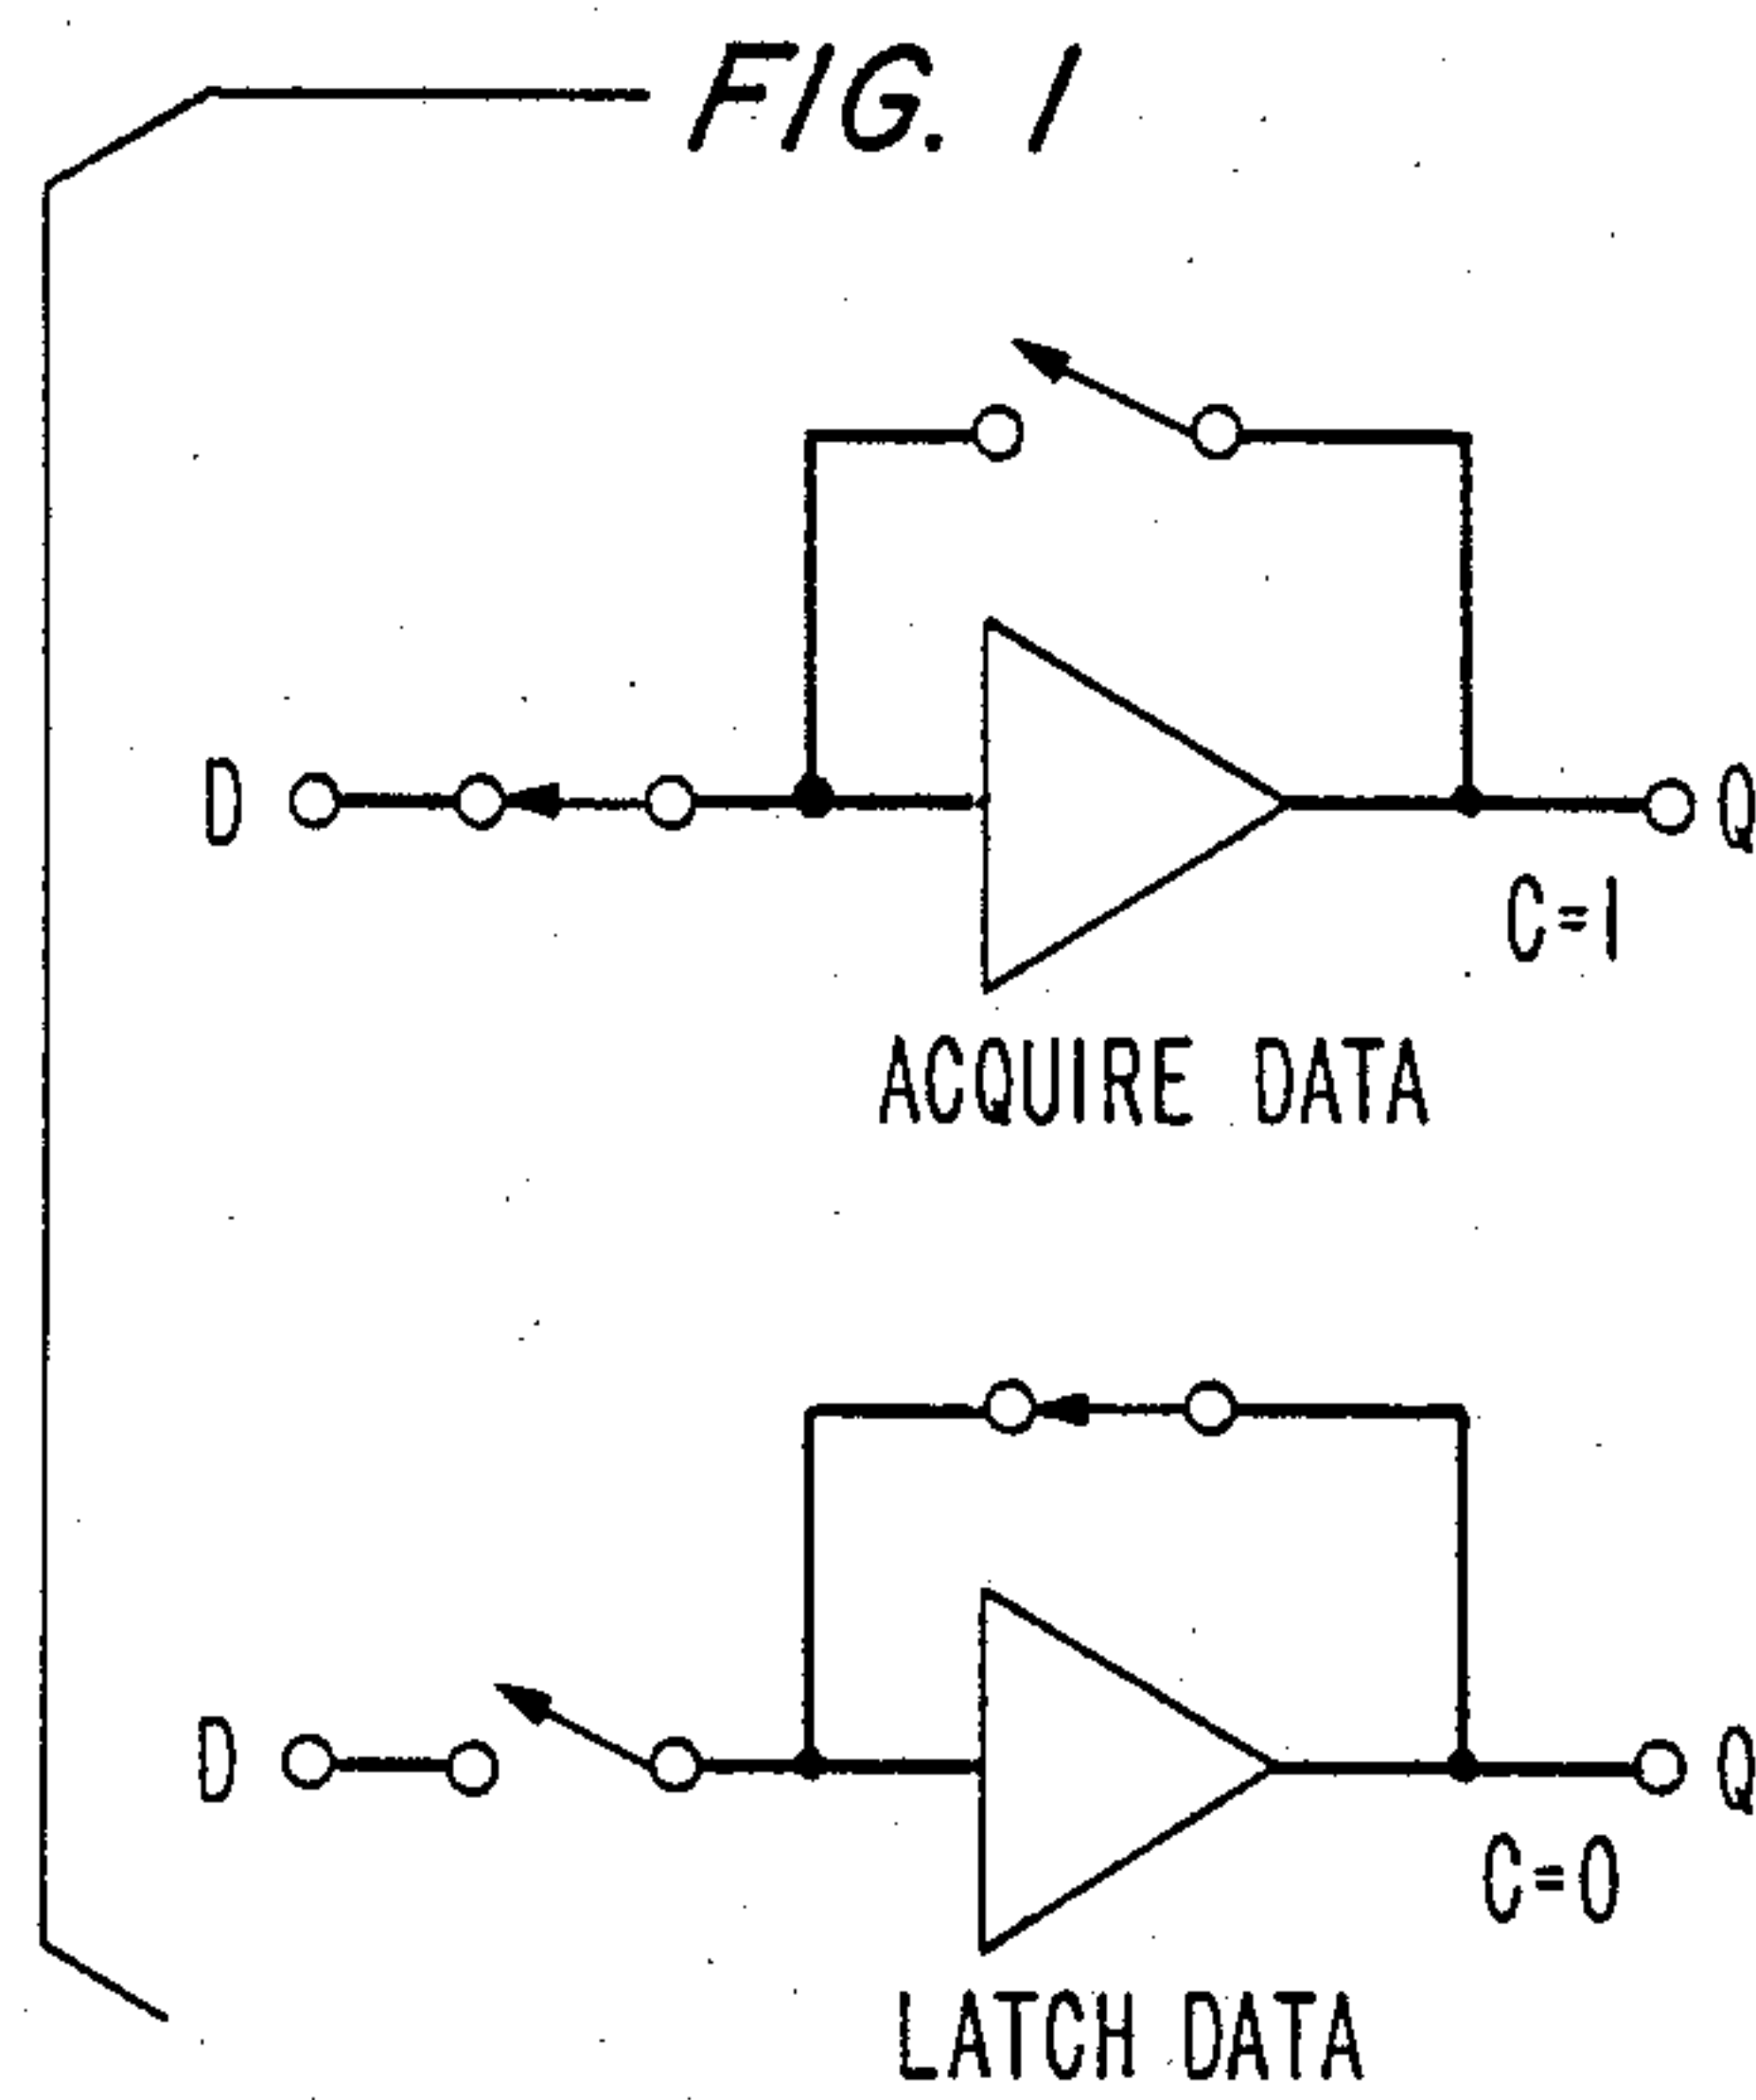 FIG. 1
D
Q
C=1
ACQUIRE DATA
D
Q
C=0
LATCH DATA